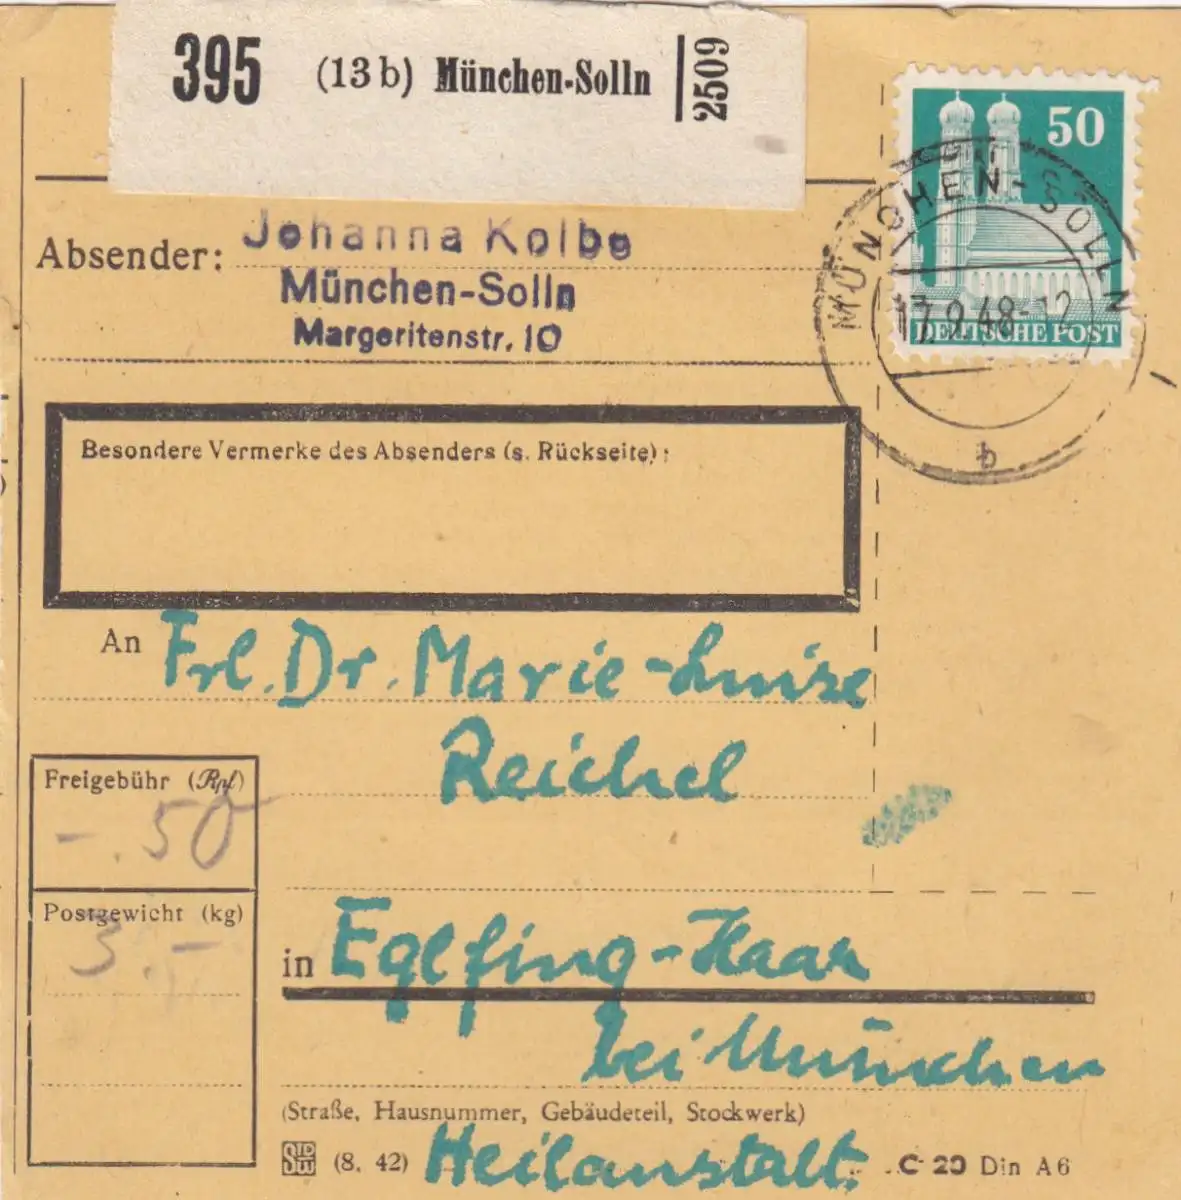 395 (13b) München-Solln 2509
50
DEUTSCHE POST
MÜNCHEN-SOLLN
17.9.48-12
b
Absender: Johanna Kolbe
München-Solln
Margeritenstr. 10
Besondere Vermerke des Absenders (s. Rückseite):
An Frl. Dr. Marie-Luise
Reichel
Freigebühr (Rpf)
-.50
Postgewicht (kg)
3.-
in Eglfing-Haar
bei München
(Straße, Hausnummer, Gebäudeteil, Stockwerk)
(8. 42) Heilanstalt. C 20 Din A6